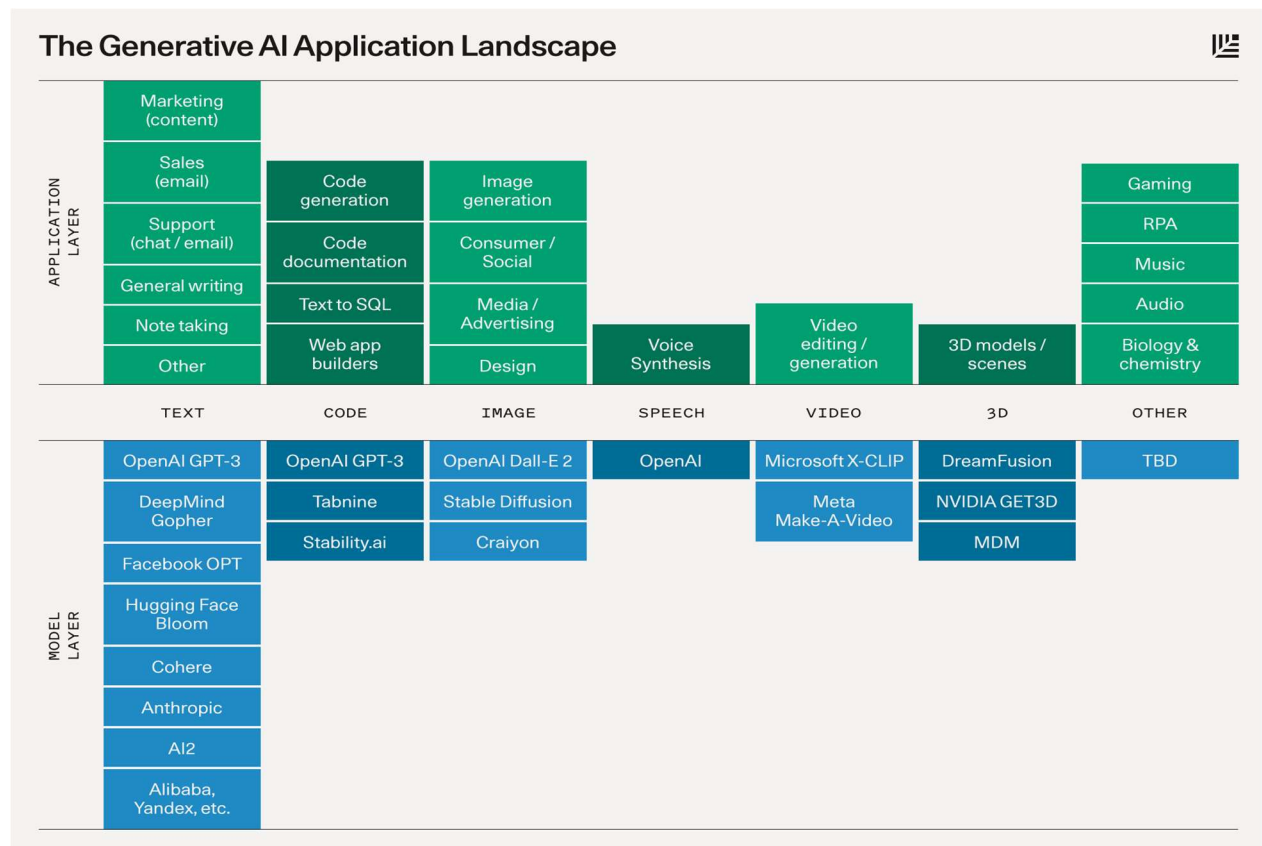 The Generative AI Application Landscape
APPLICATION
LAYER
Marketing
(content)
Sales
(email)
Support
(chat / email)
General writing
Note taking
Other
Code
generation
Code
documentation
Text to SQL
Web app
builders
Image
generation
Consumer /
Social
Media /
Advertising
Design
Voice
Synthesis
Video
editing /
generation
3D models /
scenes
Gaming
RPA
Music
Audio
Biology &
chemistry
TEXT
CODE
IMAGE
SPEECH
VIDEO
3D
OTHER
MODEL
LAYER
OpenAI GPT-3
DeepMind
Gopher
Facebook OPT
Hugging Face
Bloom
Cohere
Anthropic
AI2
Alibaba,
Yandex, etc.
OpenAI GPT-3
Tabnine
Stability.ai
OpenAI Dall-E 2
Stable Diffusion
Craiyon
OpenAI
Microsoft X-CLIP
Meta
Make-A-Video
DreamFusion
NVIDIA GET3D
MDM
TBD